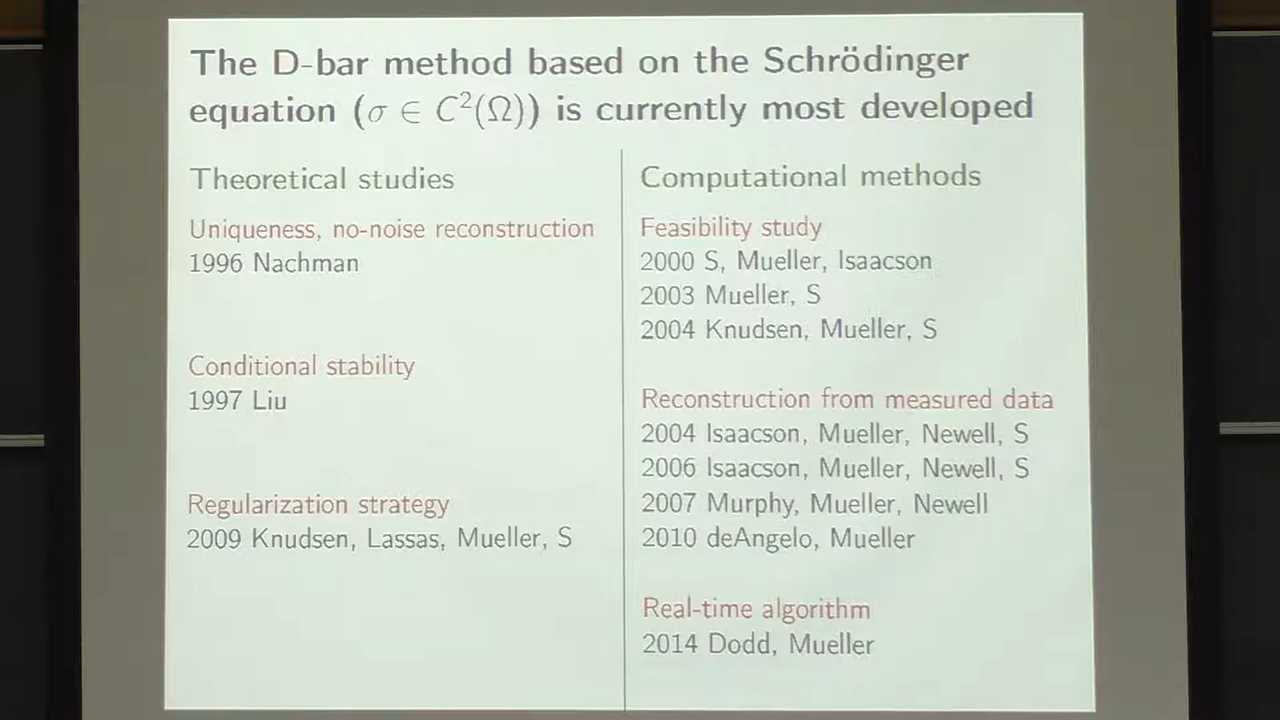 The D-bar method based on the Schrödinger
equation (σ ∈ C²(Ω)) is currently most developed
Theoretical studies
Uniqueness, no-noise reconstruction
1996 Nachman
Conditional stability
1997 Liu
Regularization strategy
2009 Knudsen, Lassas, Mueller, S
Computational methods
Feasibility study
2000 S, Mueller, Isaacson
2003 Mueller, S
2004 Knudsen, Mueller, S
Reconstruction from measured data
2004 Isaacson, Mueller, Newell, S
2006 Isaacson, Mueller, Newell, S
2007 Murphy, Mueller, Newell
2010 deAngelo, Mueller
Real-time algorithm
2014 Dodd, Mueller